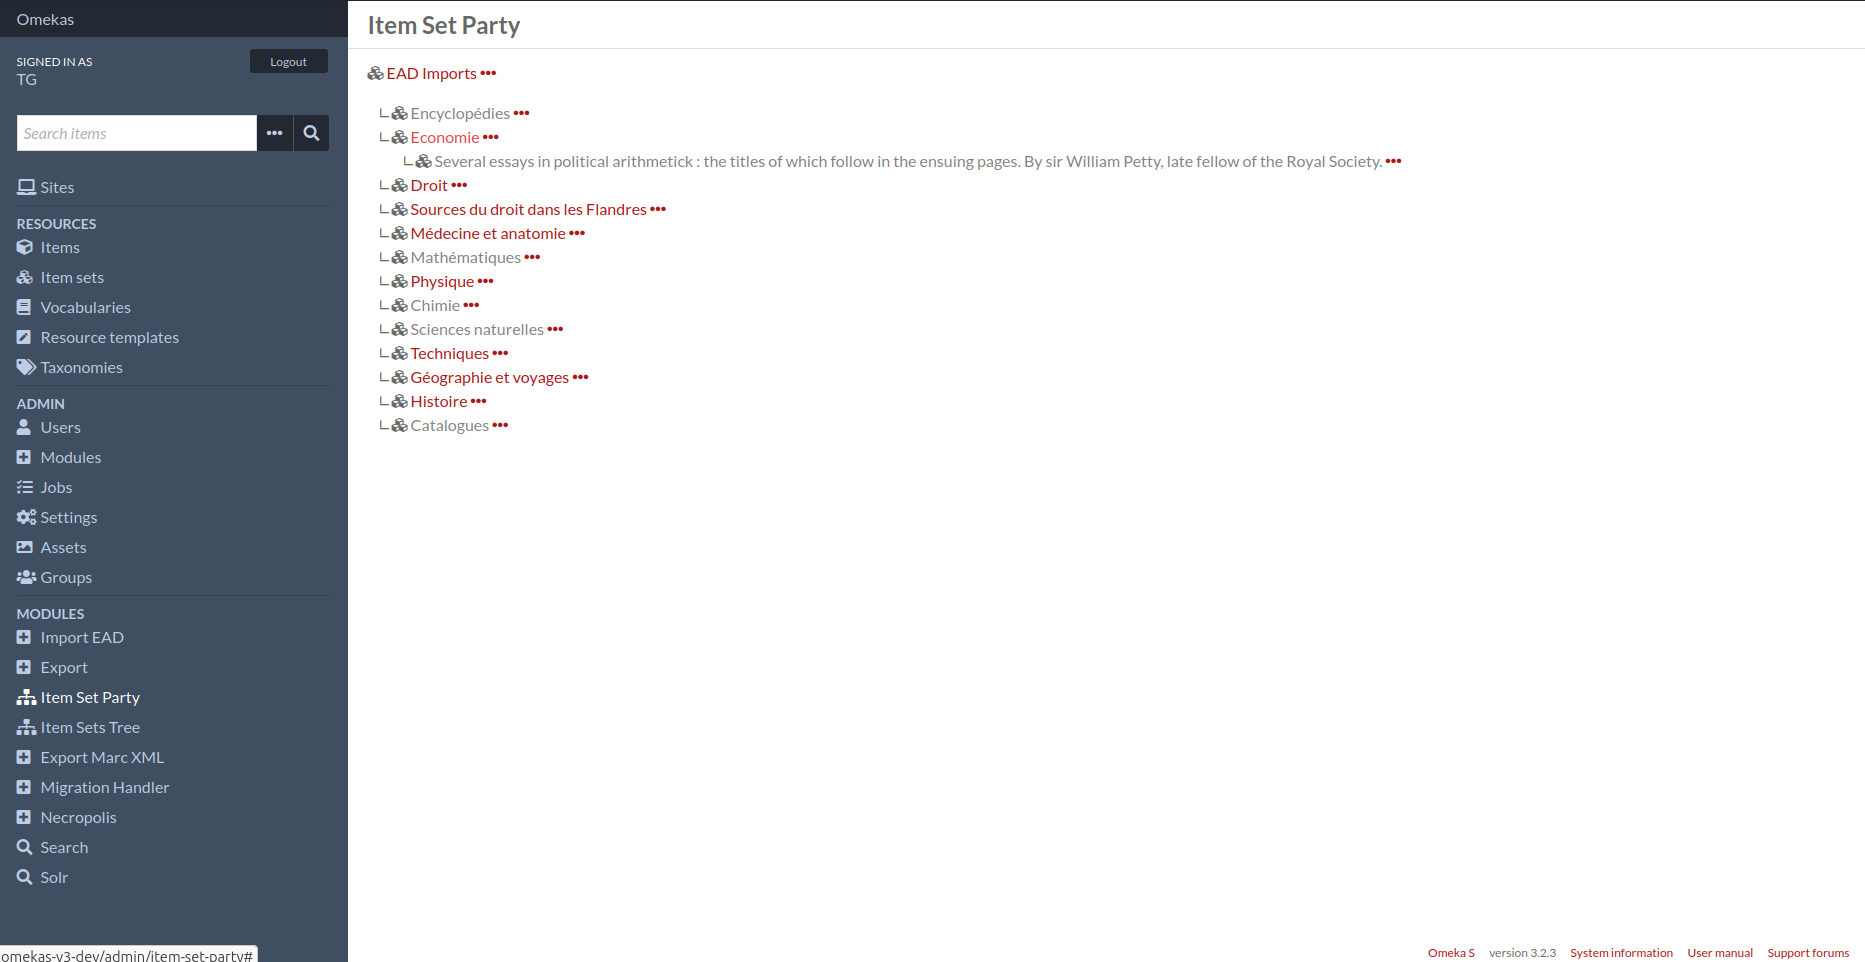 Omekas
SIGNED IN AS
TG
Logout
Search items
Sites
RESOURCES
Items
Item sets
Vocabularies
Resource templates
Taxonomies
ADMIN
Users
Modules
Jobs
Settings
Assets
Groups
MODULES
Import EAD
Export
Item Set Party
Item Sets Tree
Export Marc XML
Migration Handler
Necropolis
Search
Solr
omekas-v3-dev/admin/item-set-party#
Item Set Party
EAD Imports •••
Encyclopédies •••
Economie •••
Several essays in political arithmetick : the titles of which follow in the ensuing pages. By sir William Petty, late fellow of the Royal Society. •••
Droit •••
Sources du droit dans les Flandres •••
Médecine et anatomie •••
Mathématiques •••
Physique •••
Chimie •••
Sciences naturelles •••
Techniques •••
Géographie et voyages •••
Histoire •••
Catalogues •••
Omeka S version 3.2.3 System information User manual Support forums